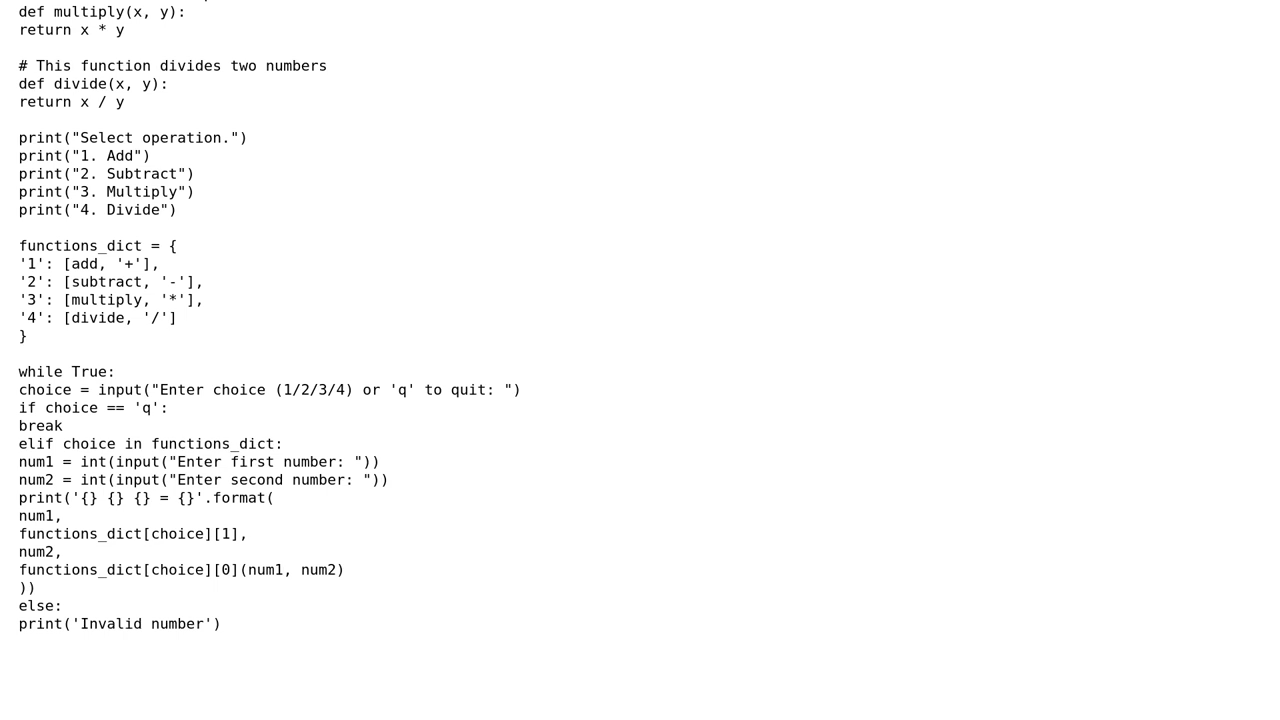 def multiply(x, y):
return x * y

# This function divides two numbers
def divide(x, y):
return x / y

print("Select operation.")
print("1. Add")
print("2. Subtract")
print("3. Multiply")
print("4. Divide")

functions_dict = {
'1': [add, '+'],
'2': [subtract, '-'],
'3': [multiply, '*'],
'4': [divide, '/']
}

while True:
choice = input("Enter choice (1/2/3/4) or 'q' to quit: ")
if choice == 'q':
break
elif choice in functions_dict:
num1 = int(input("Enter first number: "))
num2 = int(input("Enter second number: "))
print('{} {} {} = {}'.format(
num1,
functions_dict[choice][1],
num2,
functions_dict[choice][0](num1, num2)
))
else:
print('Invalid number')